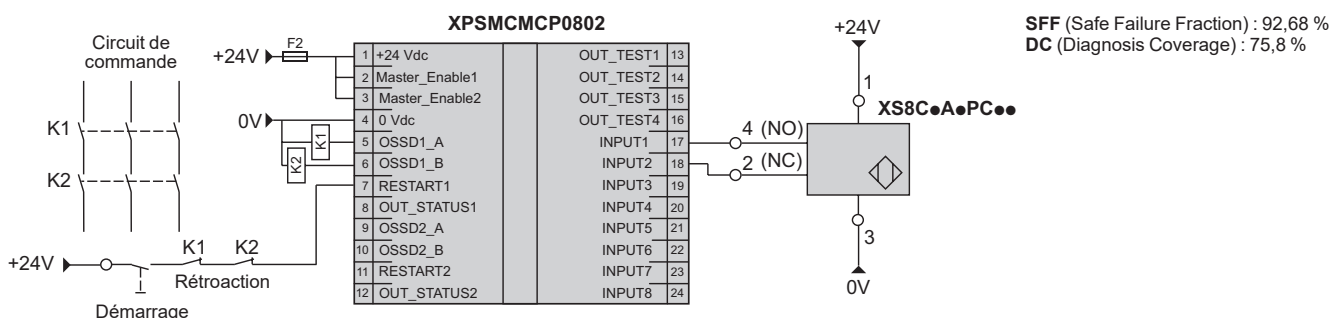 XPSMCMCP0802
+24V
SFF (Safe Failure Fraction) : 92,68 %
DC (Diagnosis Coverage) : 75,8 %
Circuit de
commande
+24V
F2
1 +24 Vdc
OUT_TEST1 13
2 Master_Enable1
OUT_TEST2 14
3 Master_Enable2
OUT_TEST3 15
1
XS8C●A●PC●●
0V
4 0 Vdc
OUT_TEST4 16
K1
K1
5 OSSD1_A
INPUT1 17
4 (NO)
K2
K2
6 OSSD1_B
INPUT2 18
2 (NC)
7 RESTART1
INPUT3 19
8 OUT_STATUS1
INPUT4 20
9 OSSD2_A
INPUT5 21
3
K1
K2
10 OSSD2_B
INPUT6 22
+24V
Rétroaction
11 RESTART2
INPUT7 23
0V
12 OUT_STATUS2
INPUT8 24
Démarrage